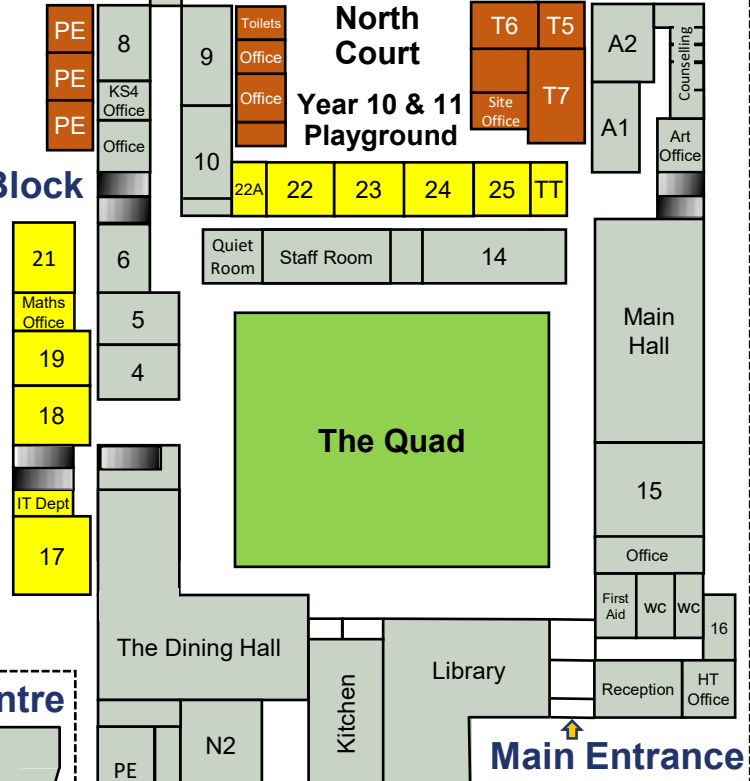 PE
PE
PE
8
KS4
Office
Office
9
10
Toilets
Office
Office
North
Court
Year 10 & 11
Playground
T6
T5
T7
Site
Office
A2
A1
Counselling
Art
Office
Block
22A
22
23
24
25
TT
21
Maths
Office
19
18
IT Dept
17
6
5
4
Quiet
Room
Staff Room
14
The Quad
Main
Hall
15
Office
First
Aid
WC
WC
16
Reception
HT
Office
The Dining Hall
Kitchen
Library
ntre
PE
N2
Main Entrance